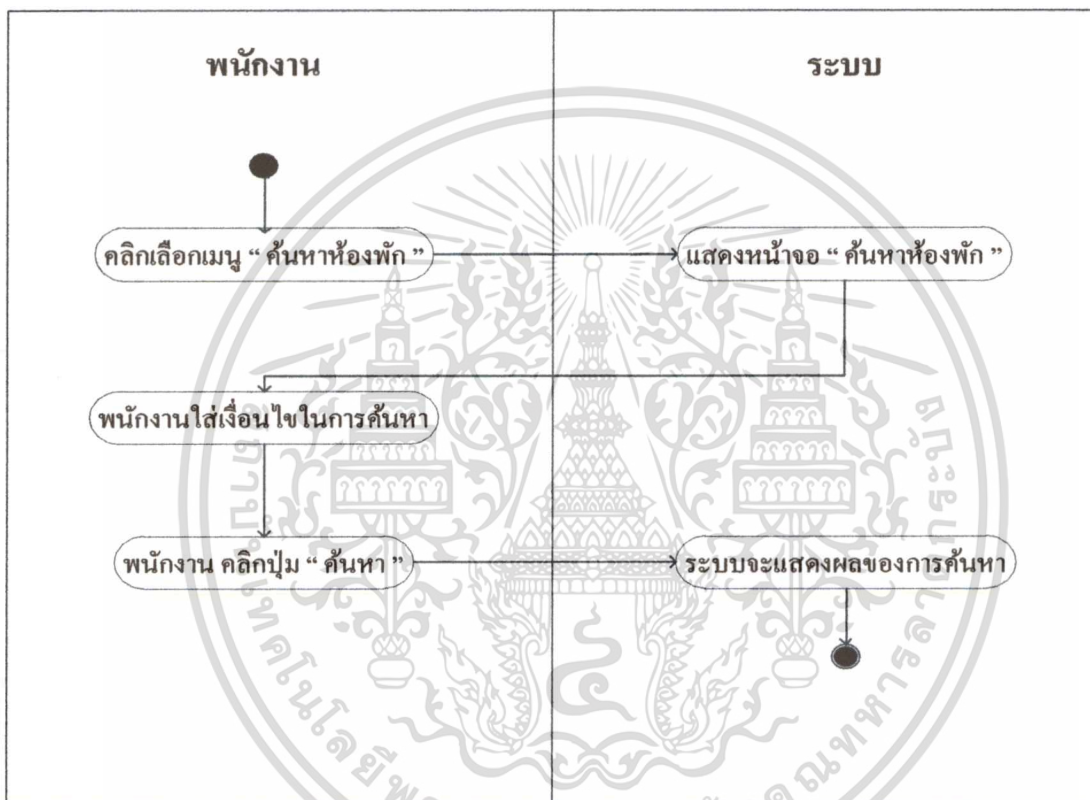 พนักงาน
ระบบ
คลิกเลือกเมนู “ ค้นหาห้องพัก ”
แสดงหน้าจอ “ ค้นหาห้องพัก ”
พนักงานใส่เงื่อนไขในการค้นหา
พนักงาน คลิกปุ่ม “ ค้นหา ”
ระบบจะแสดงผลของการค้นหา